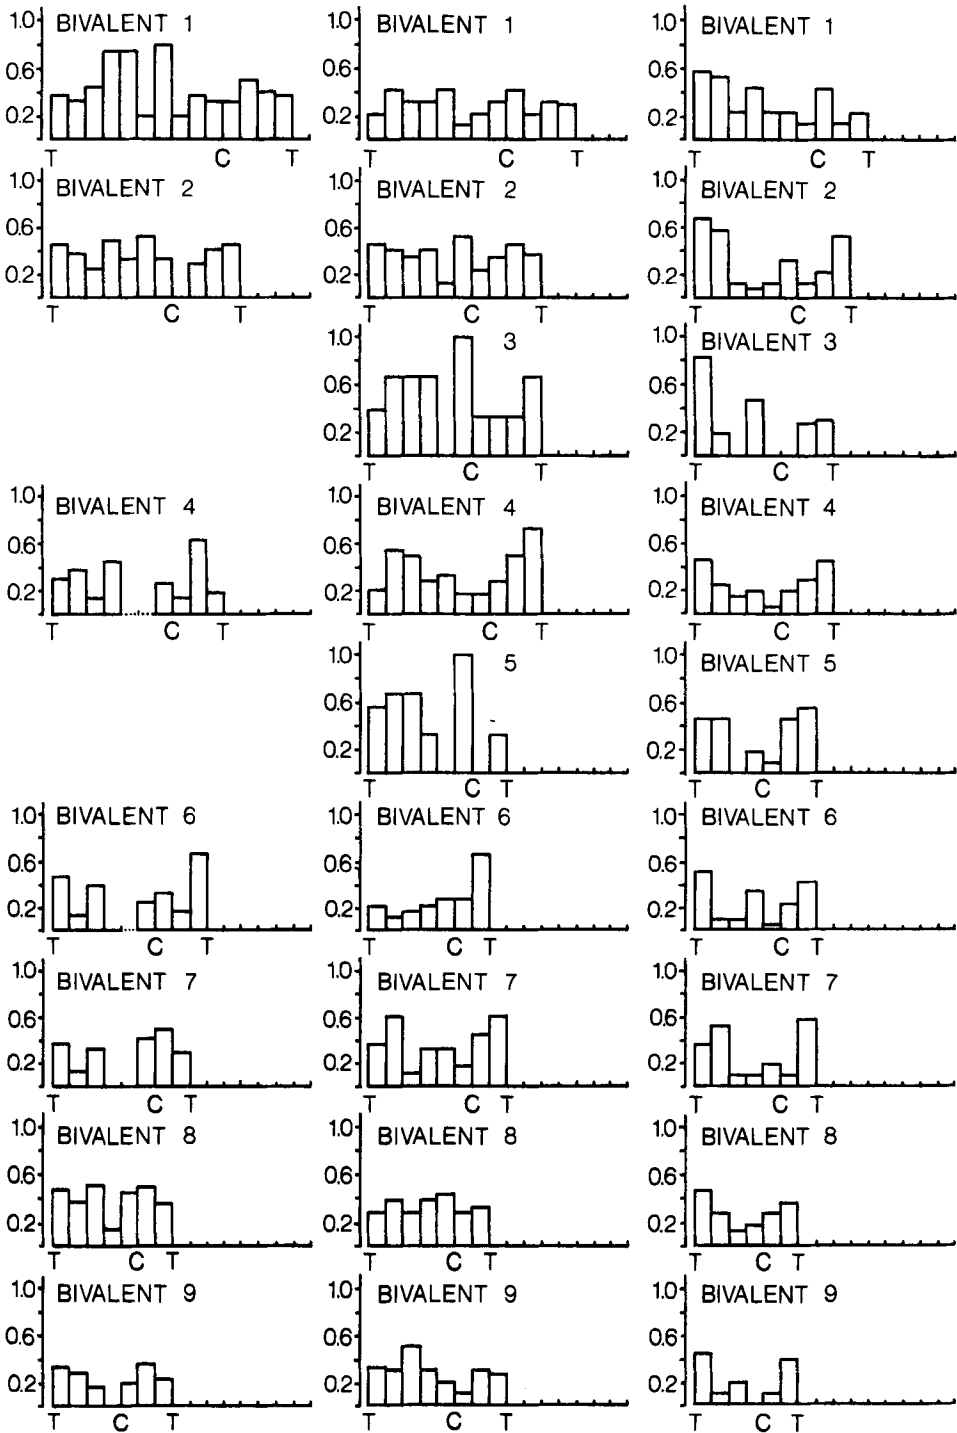 1.0 BIVALENT 1 1.0 BIVALENT 1 1.0 BIVALENT 1
0.6 0.6 0.6
0.2 0.2 0.2
T C T T C T T C T
1.0 BIVALENT 2 1.0 BIVALENT 2 1.0 BIVALENT 2
0.6 0.6 0.6
0.2 0.2 0.2
T C T T C T T C T
1.0 3 1.0 BIVALENT 3
0.6 0.6
0.2 0.2
T C T T C T
1.0 BIVALENT 4 1.0 BIVALENT 4 1.0 BIVALENT 4
0.6 0.6 0.6
0.2 0.2 0.2
T C T T C T T C T
1.0 5 1.0 BIVALENT 5
0.6 0.6
0.2 0.2
T C T T C T
1.0 BIVALENT 6 1.0 BIVALENT 6 1.0 BIVALENT 6
0.6 0.6 0.6
0.2 0.2 0.2
T C T T C T T C T
1.0 BIVALENT 7 1.0 BIVALENT 7 1.0 BIVALENT 7
0.6 0.6 0.6
0.2 0.2 0.2
T C T T C T T C T
1.0 BIVALENT 8 1.0 BIVALENT 8 1.0 BIVALENT 8
0.6 0.6 0.6
0.2 0.2 0.2
T C T T C T T C T
1.0 BIVALENT 9 1.0 BIVALENT 9 1.0 BIVALENT 9
0.6 0.6 0.6
0.2 0.2 0.2
T C T T C T T C T